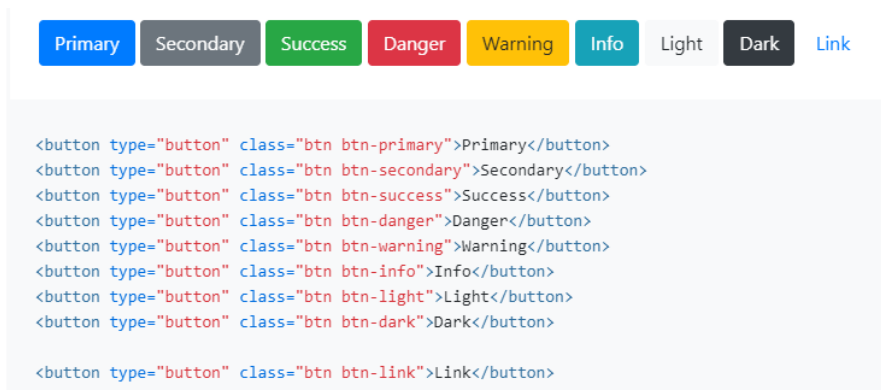 Primary Secondary Success Danger Warning Info Light Dark Link
<button type="button" class="btn btn-primary">Primary</button>
<button type="button" class="btn btn-secondary">Secondary</button>
<button type="button" class="btn btn-success">Success</button>
<button type="button" class="btn btn-danger">Danger</button>
<button type="button" class="btn btn-warning">Warning</button>
<button type="button" class="btn btn-info">Info</button>
<button type="button" class="btn btn-light">Light</button>
<button type="button" class="btn btn-dark">Dark</button>
<button type="button" class="btn btn-link">Link</button>